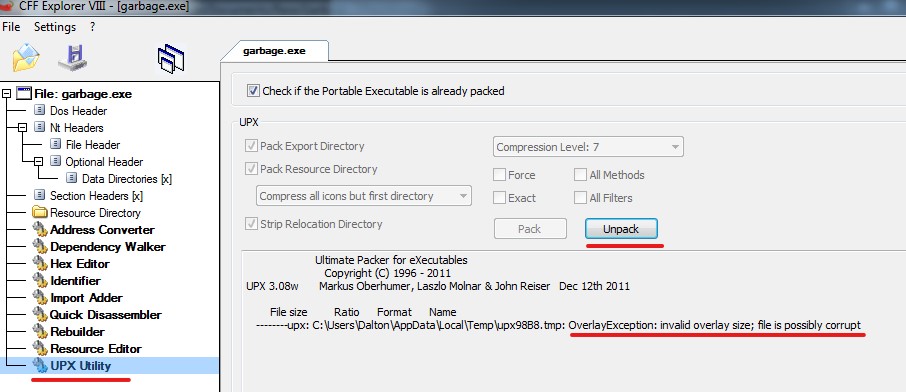 CFF Explorer VIII - [garbage.exe]
File Settings ?
garbage.exe
File: garbage.exe
Dos Header
Nt Headers
File Header
Optional Header
Data Directories [x]
Section Headers [x]
Resource Directory
Address Converter
Dependency Walker
Hex Editor
Identifier
Import Adder
Quick Disassembler
Rebuilder
Resource Editor
UPX Utility
Check if the Portable Executable is already packed
UPX
Pack Export Directory
Compression Level: 7
Pack Resource Directory
Force All Methods
Compress all icons but first directory
Exact All Filters
Strip Relocation Directory
Pack Unpack
Ultimate Packer for eXecutables
Copyright (C) 1996 - 2011
UPX 3.08w Markus Oberhumer, Laszlo Molnar & John Reiser Dec 12th 2011
File size Ratio Format Name
--------upx: C:\Users\Dalton\AppData\Local\Temp\upx98B8.tmp: OverlayException: invalid overlay size; file is possibly corrupt